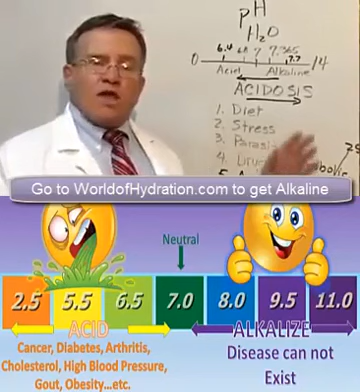 PH
H2O
6.4 6.8 7 7.365 7.7
0 14
Acid Alkaline
ACIDOSIS
1. Diet
2. Stress
3.
4.
5.
Go to WorldofHydration.com to get Alkaline
Neutral
2.5 5.5 6.5 7.0 8.0 9.5 11.0
ACID ALKALIZE
Cancer, Diabetes, Arthritis, Disease can not
Cholesterol, High Blood Pressure, Exist
Gout, Obesity...etc.